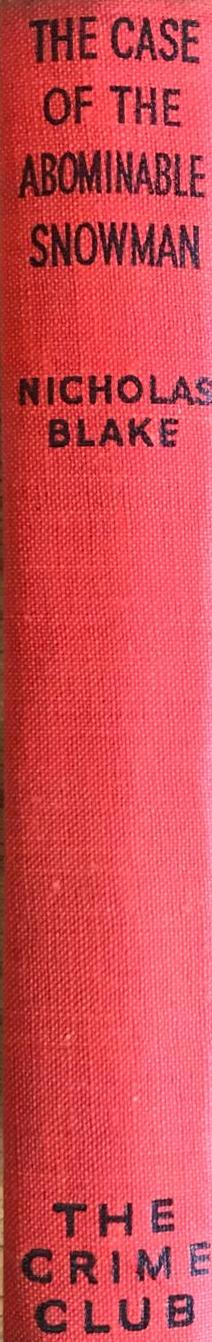 THE CASE
OF THE
ABOMINABLE
SNOWMAN
NICHOLAS
BLAKE
THE
CRIME
CLUB